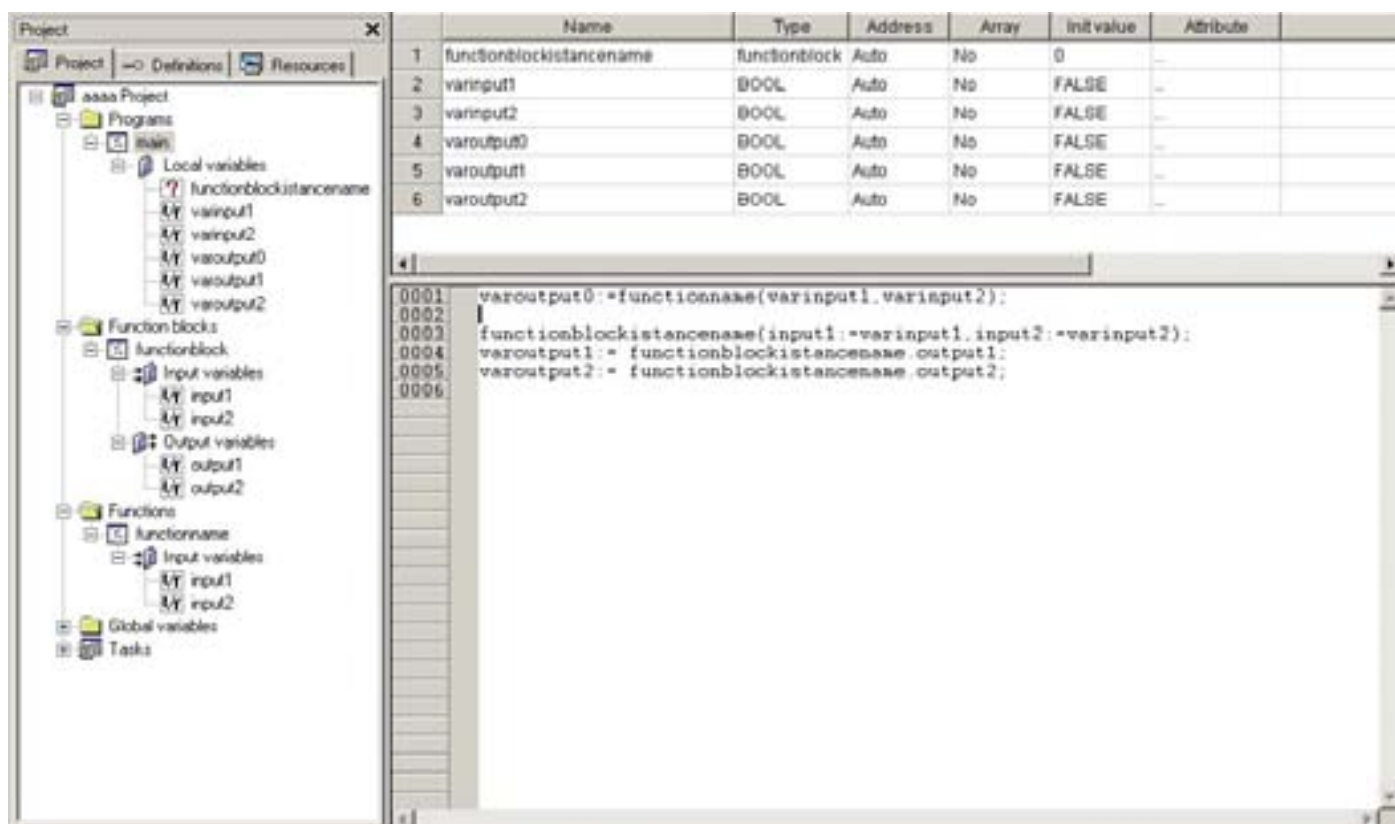 Project
Project Definitions Resources
aaaa Project
Programs
main
Local variables
functionblockistancename
varinput1
varinput2
varoutput0
varoutput1
varoutput2
Function blocks
functionblock
Input variables
input1
input2
Output variables
output1
output2
Functions
functionname
Input variables
input1
input2
Global variables
Tasks
Name Type Address Array Init value Attribute
1 functionblockistancename functionblock Auto No 0 ...
2 varinput1 BOOL Auto No FALSE ...
3 varinput2 BOOL Auto No FALSE ...
4 varoutput0 BOOL Auto No FALSE ...
5 varoutput1 BOOL Auto No FALSE ...
6 varoutput2 BOOL Auto No FALSE ...
0001 varoutput0:=functionname(varinput1,varinput2);
0002
0003 functionblockistancename(input1:=varinput1,input2:=varinput2);
0004 varoutput1:= functionblockistancename.output1;
0005 varoutput2:= functionblockistancename.output2;
0006